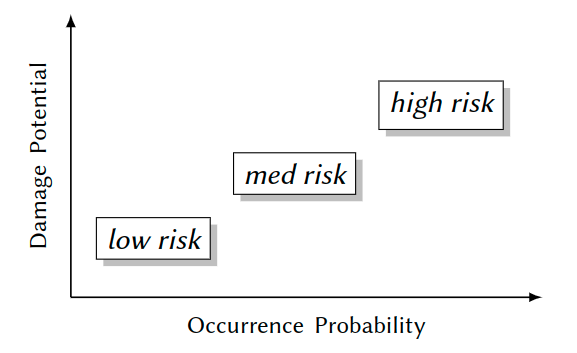 Damage Potential
high risk
med risk
low risk
Occurrence Probability